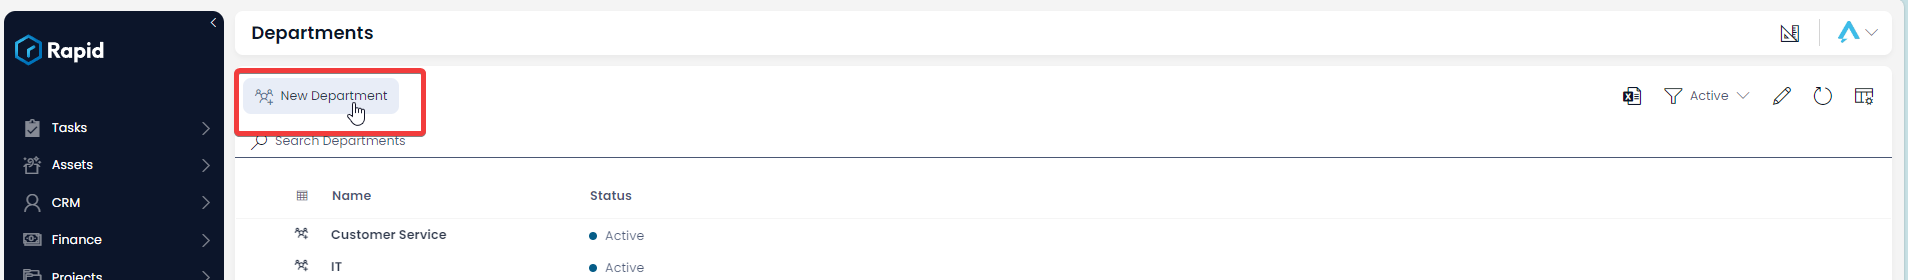 Rapid
Tasks
Assets
CRM
Finance
Projects
Departments
New Department
Active
Search Departments
Name Status
Customer Service Active
IT Active